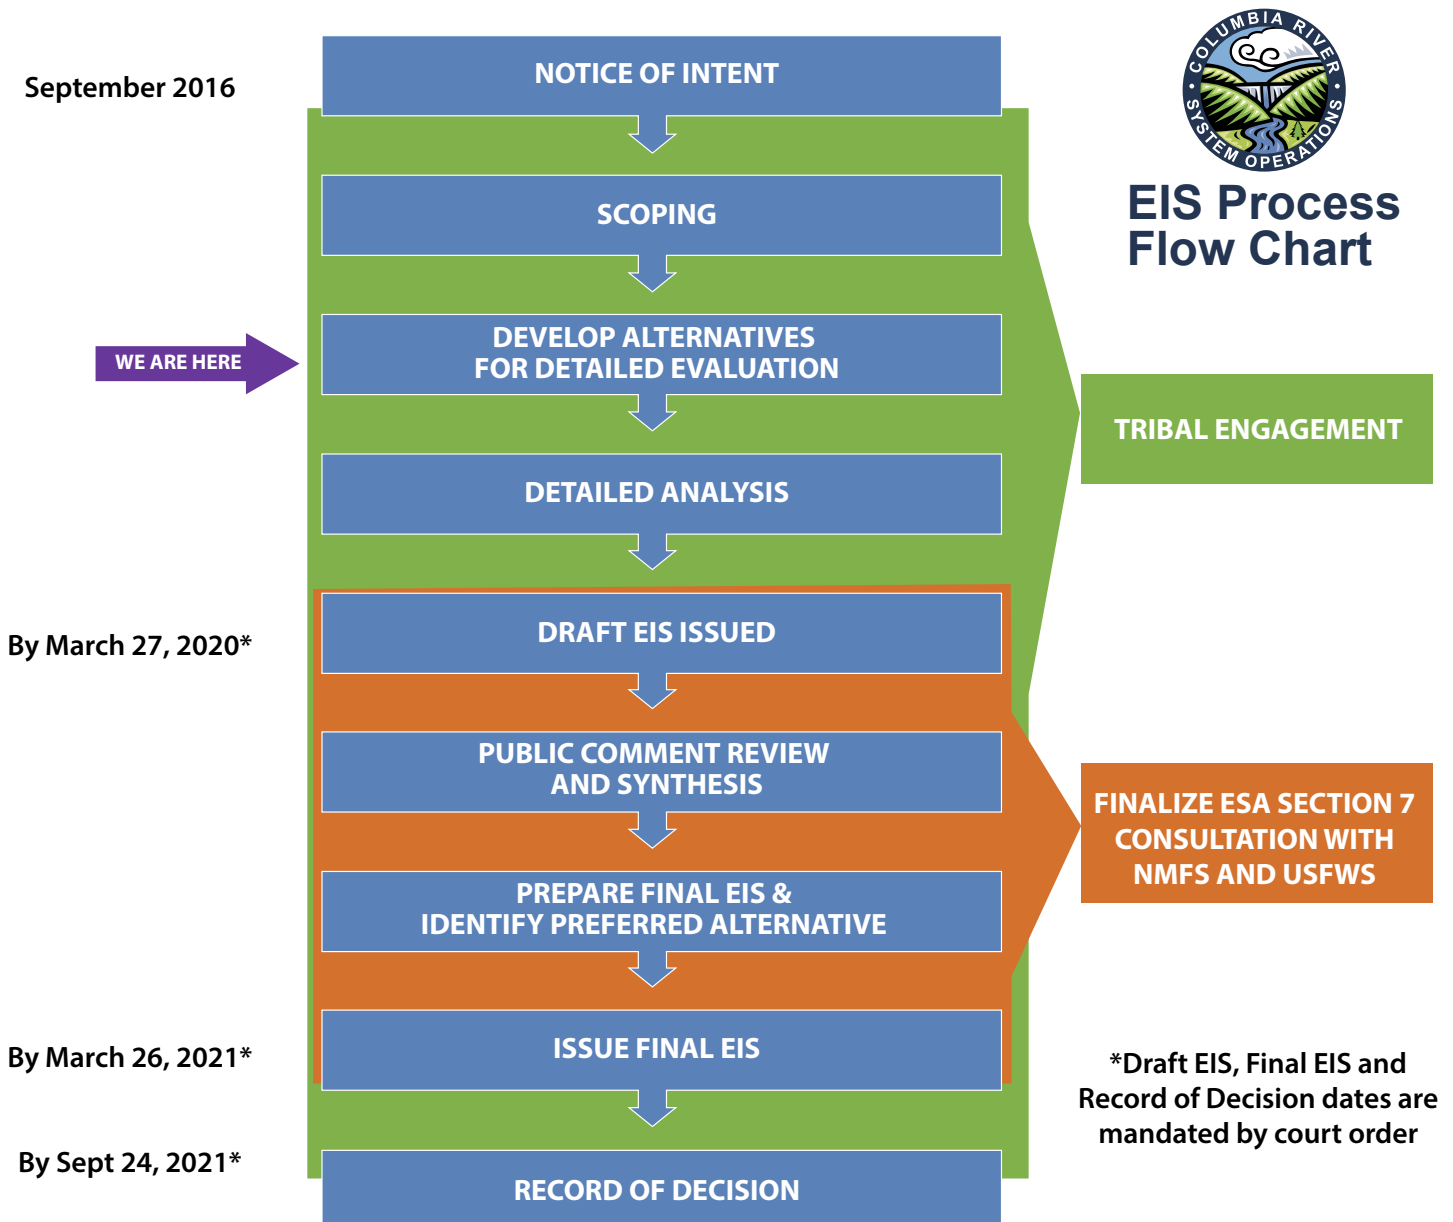 COLUMBIA RIVER
SYSTEM OPERATIONS
EIS Process
Flow Chart
September 2016
NOTICE OF INTENT
SCOPING
WE ARE HERE
DEVELOP ALTERNATIVES
FOR DETAILED EVALUATION
TRIBAL ENGAGEMENT
DETAILED ANALYSIS
By March 27, 2020*
DRAFT EIS ISSUED
PUBLIC COMMENT REVIEW
AND SYNTHESIS
FINALIZE ESA SECTION 7
CONSULTATION WITH
NMFS AND USFWS
PREPARE FINAL EIS &
IDENTIFY PREFERRED ALTERNATIVE
By March 26, 2021*
ISSUE FINAL EIS
*Draft EIS, Final EIS and
Record of Decision dates are
mandated by court order
By Sept 24, 2021*
RECORD OF DECISION